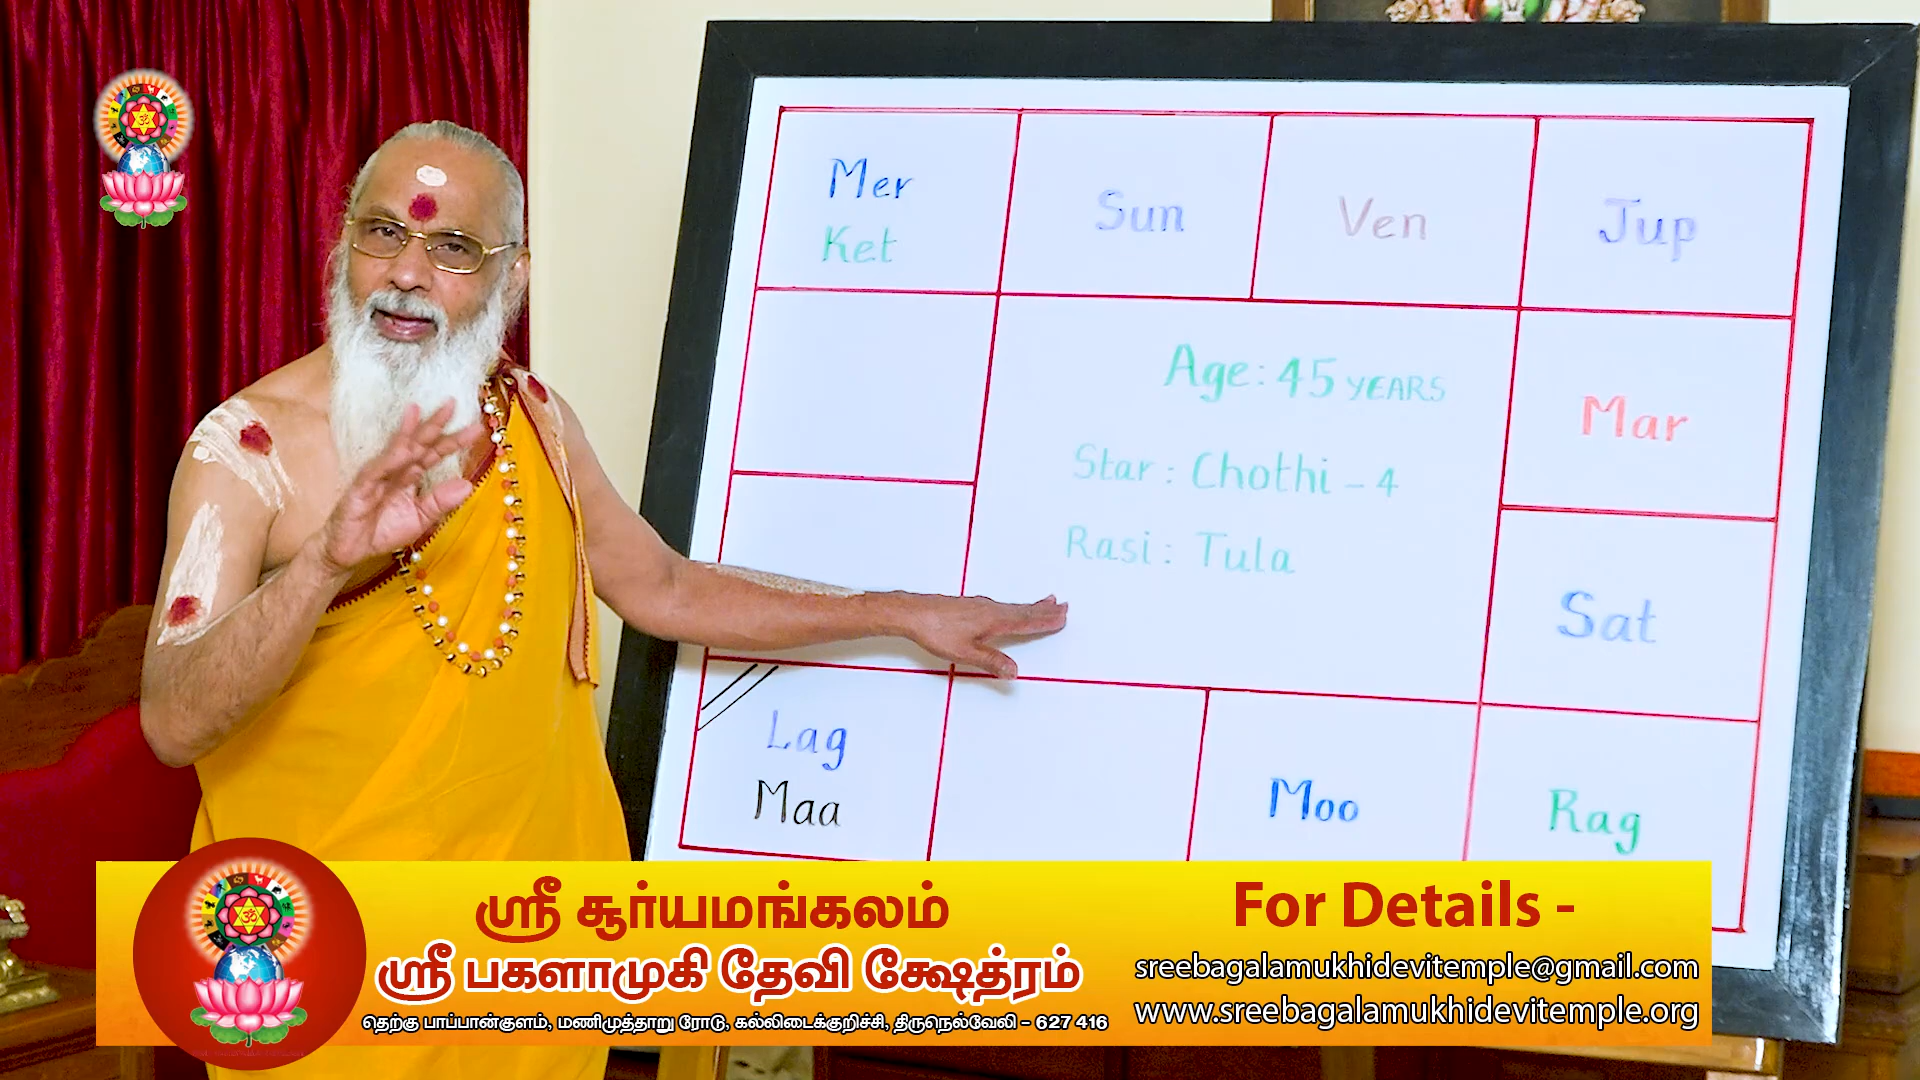 Mer
Ket
Sun
Ven
Jup
Age: 45 YEARS
Star: Chothi - 4
Rasi: Tula
Mar
Sat
Lag
Maa
Moo
Rag
ஸ்ரீ சூர்யமங்கலம்
ஸ்ரீ பகளாமுகி தேவி க்ஷேத்ரம்
தெற்கு பாப்பான்குளம், மணிமுத்தாறு ரோடு, கல்லிடைக்குறிச்சி, திருநெல்வேலி - 627 416
For Details -
sreebagalamukhidevitemple@gmail.com
www.sreebagalamukhidevitemple.org